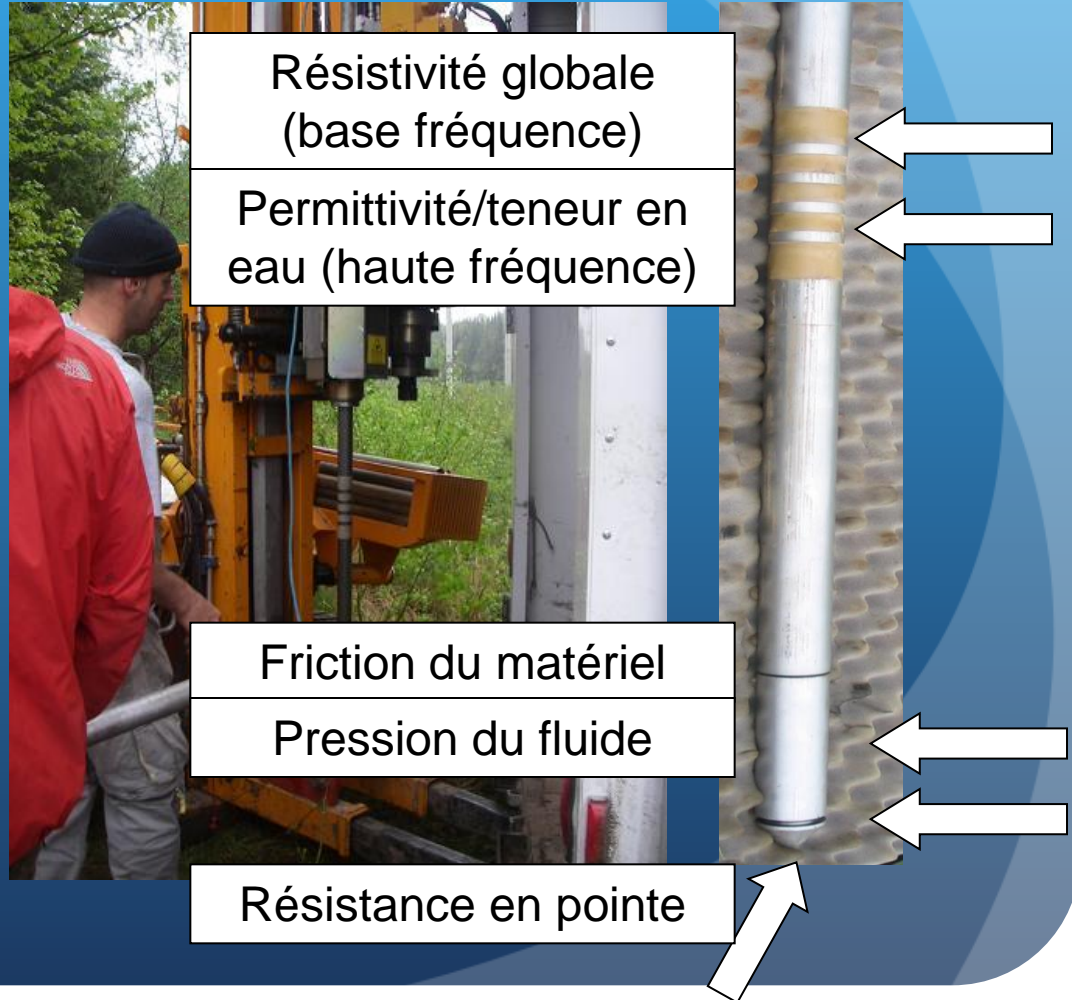 Résistivité globale
(base fréquence)
Permittivité/teneur en
eau (haute fréquence)
Friction du matériel
Pression du fluide
Résistance en pointe